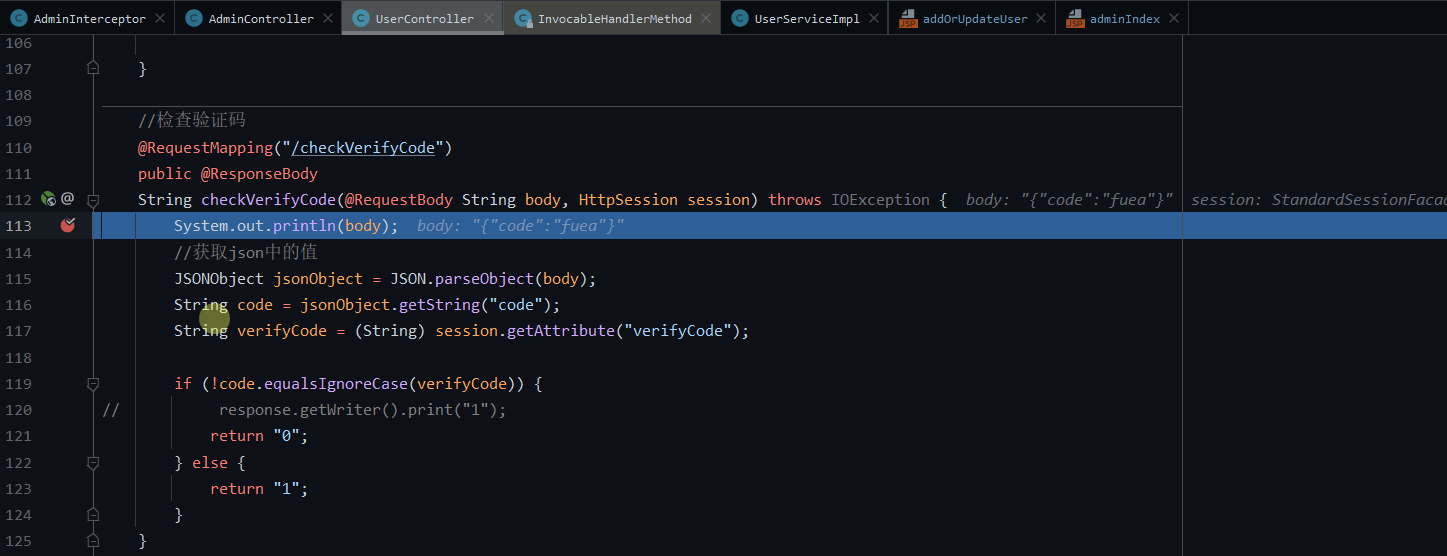 AdminInterceptor AdminController UserController InvocableHandlerMethod UserServiceImpl addOrUpdateUser adminIndex
106
107 }
108
109 //检查验证码
110 @RequestMapping("/checkVerifyCode")
111 public @ResponseBody
112 String checkVerifyCode(@RequestBody String body, HttpSession session) throws IOException { body: "{"code":"fuea"}" session: StandardSessionFacad
113 System.out.println(body); body: "{"code":"fuea"}"
114 //获取json中的值
115 JSONObject jsonObject = JSON.parseObject(body);
116 String code = jsonObject.getString("code");
117 String verifyCode = (String) session.getAttribute("verifyCode");
118
119 if (!code.equalsIgnoreCase(verifyCode)) {
120 // response.getWriter().print("1");
121 return "0";
122 } else {
123 return "1";
124 }
125 }